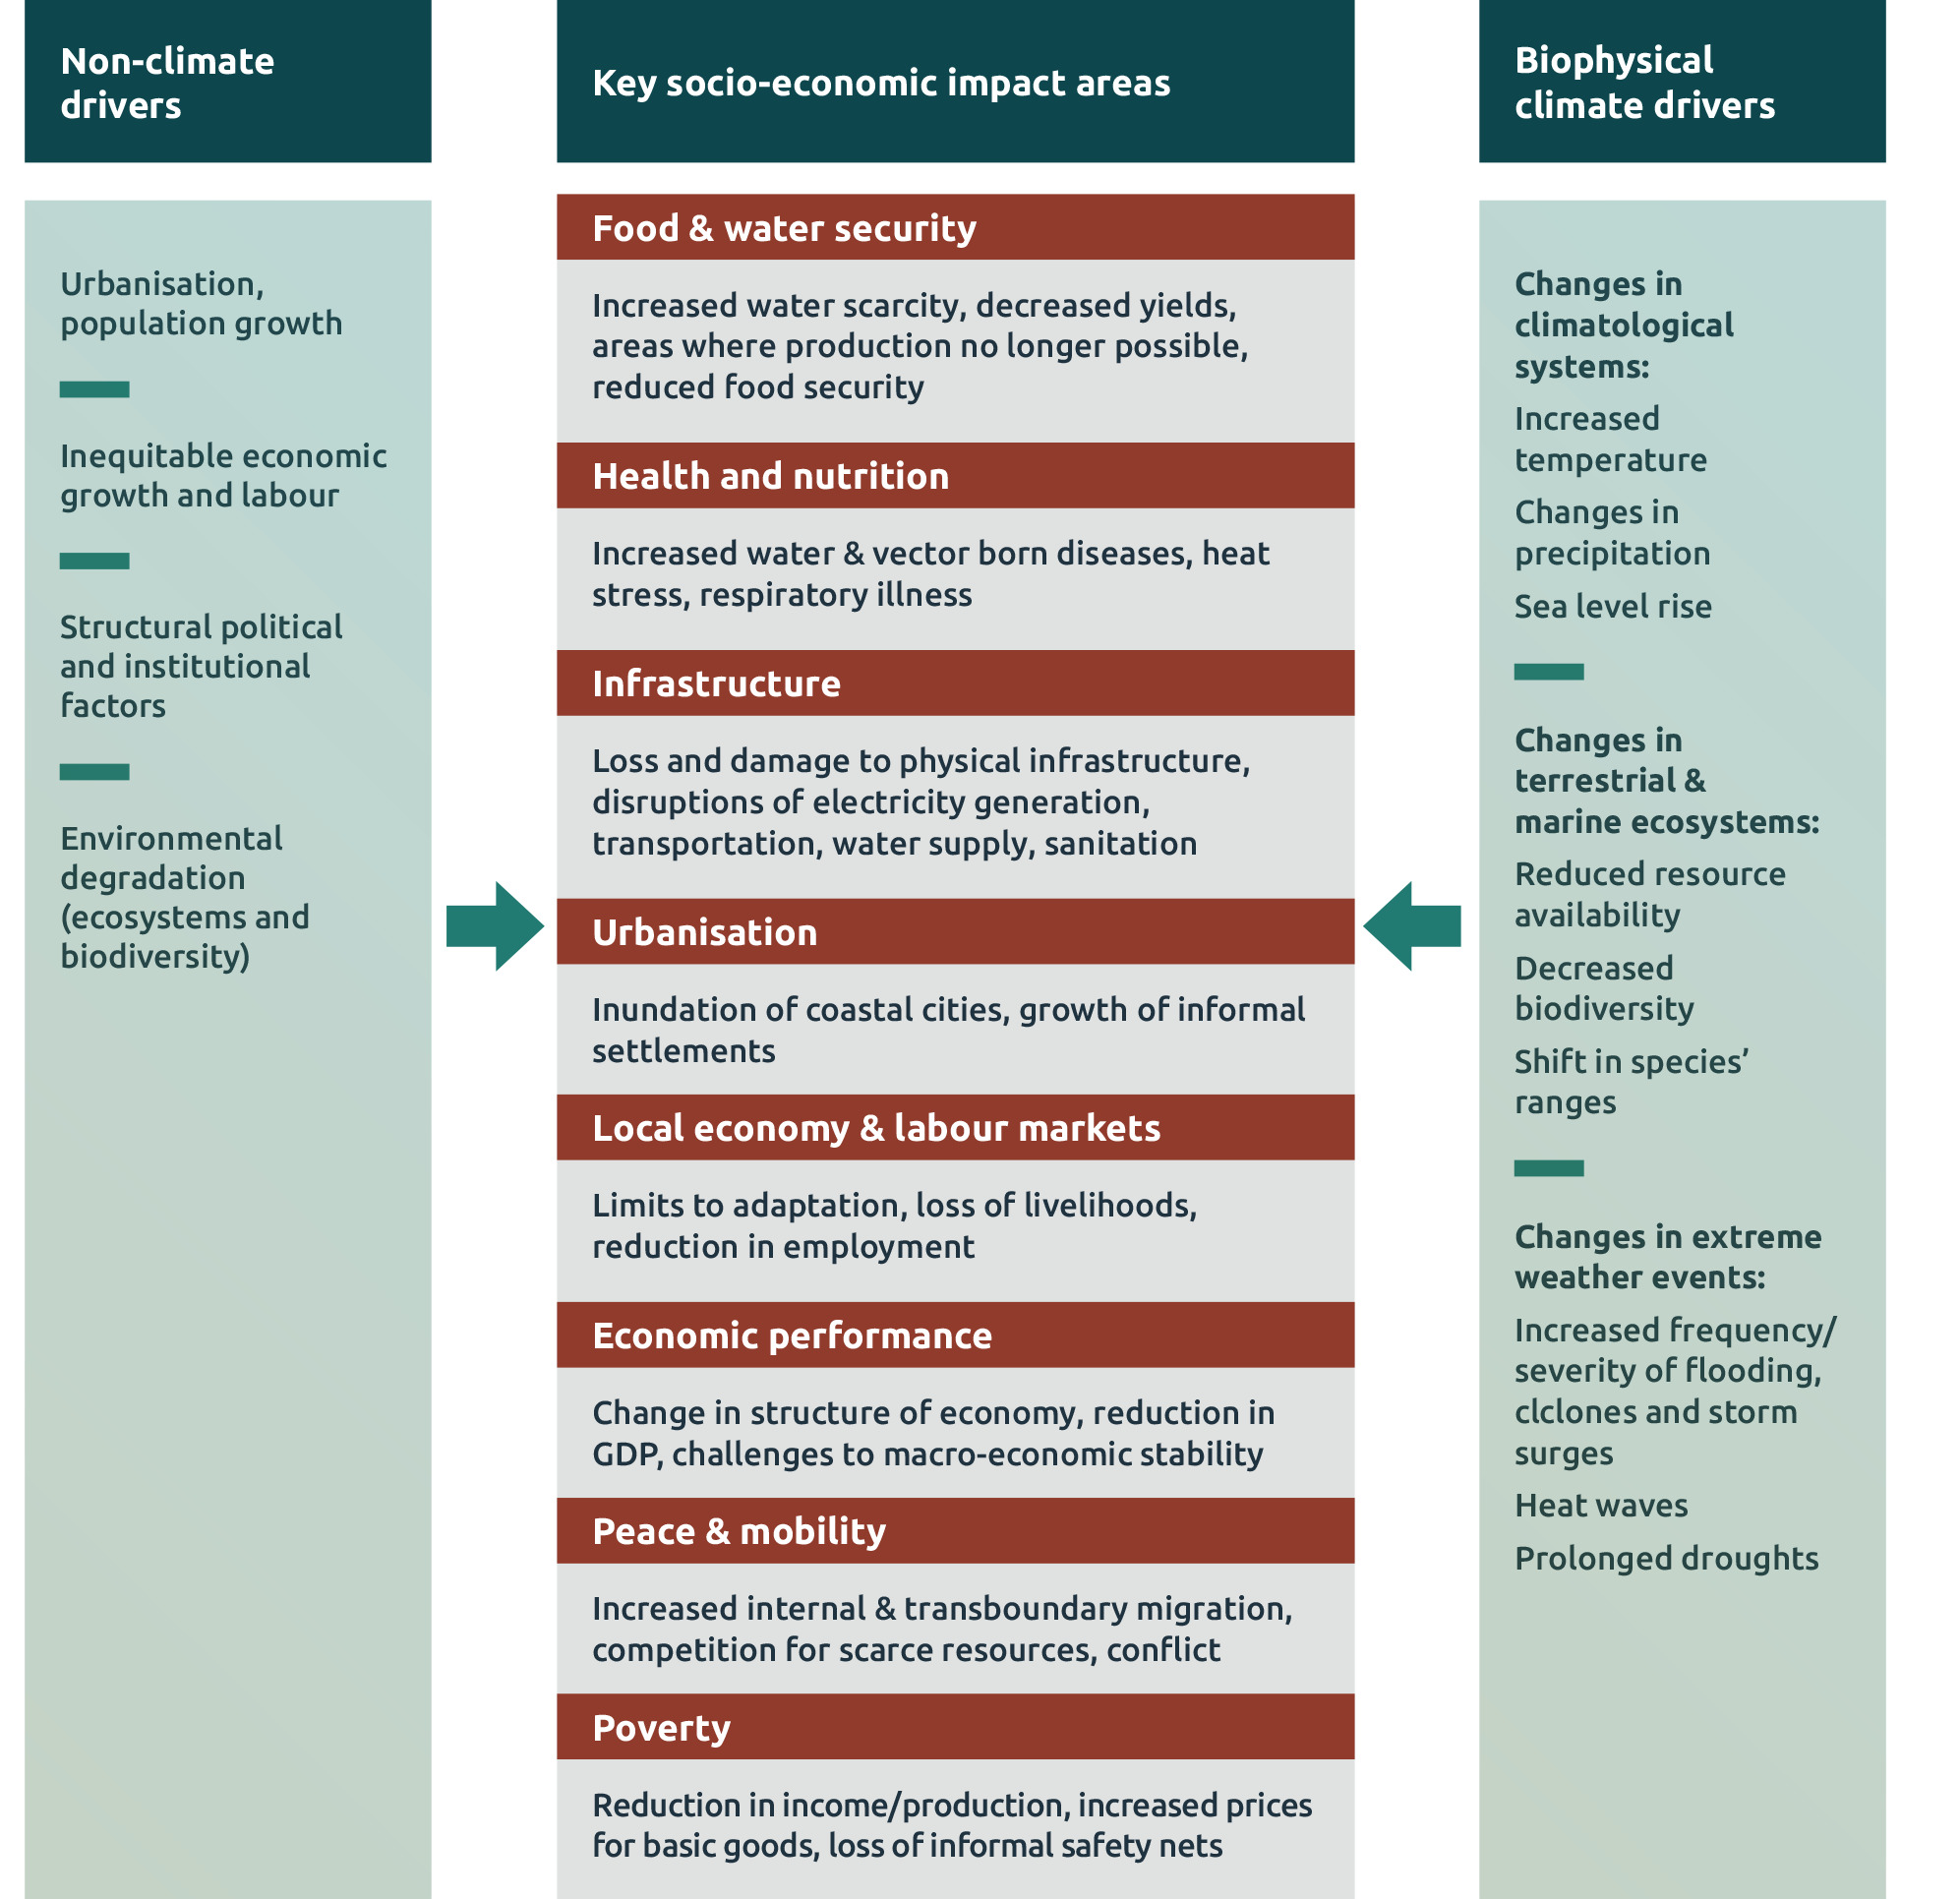 Non-climate
drivers
Urbanisation,
population growth
Inequitable economic
growth and labour
Structural political
and institutional
factors
Environmental
degradation
(ecosystems and
biodiversity)
Key socio-economic impact areas
Food & water security
Increased water scarcity, decreased yields,
areas where production no longer possible,
reduced food security
Health and nutrition
Increased water & vector born diseases, heat
stress, respiratory illness
Infrastructure
Loss and damage to physical infrastructure,
disruptions of electricity generation,
transportation, water supply, sanitation
Urbanisation
Inundation of coastal cities, growth of informal
settlements
Local economy & labour markets
Limits to adaptation, loss of livelihoods,
reduction in employment
Economic performance
Change in structure of economy, reduction in
GDP, challenges to macro-economic stability
Peace & mobility
Increased internal & transboundary migration,
competition for scarce resources, conflict
Poverty
Reduction in income/production, increased prices
for basic goods, loss of informal safety nets
Biophysical
climate drivers
Changes in
climatological
systems:
Increased
temperature
Changes in
precipitation
Sea level rise
Changes in
terrestrial &
marine ecosystems:
Reduced resource
availability
Decreased
biodiversity
Shift in species’
ranges
Changes in extreme
weather events:
Increased frequency/
severity of flooding,
clclones and storm
surges
Heat waves
Prolonged droughts